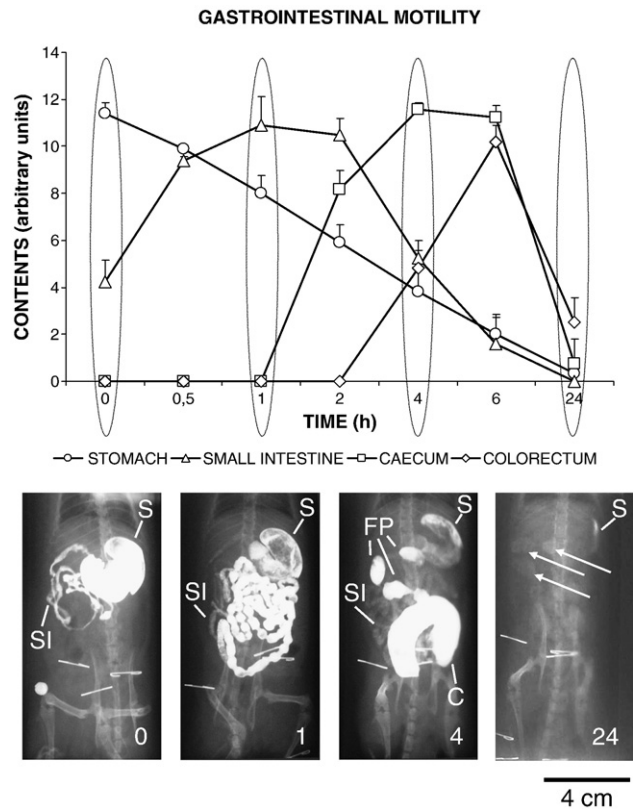 GASTROINTESTINAL MOTILITY
CONTENTS (arbitrary units)
14
12
10
8
6
4
2
0
0 0,5 1 2 4 6 24
TIME (h)
STOMACH SMALL INTESTINE CAECUM COLORECTUM
S
SI
0
S
SI
1
FP
S
SI
C
4
S
24
4 cm